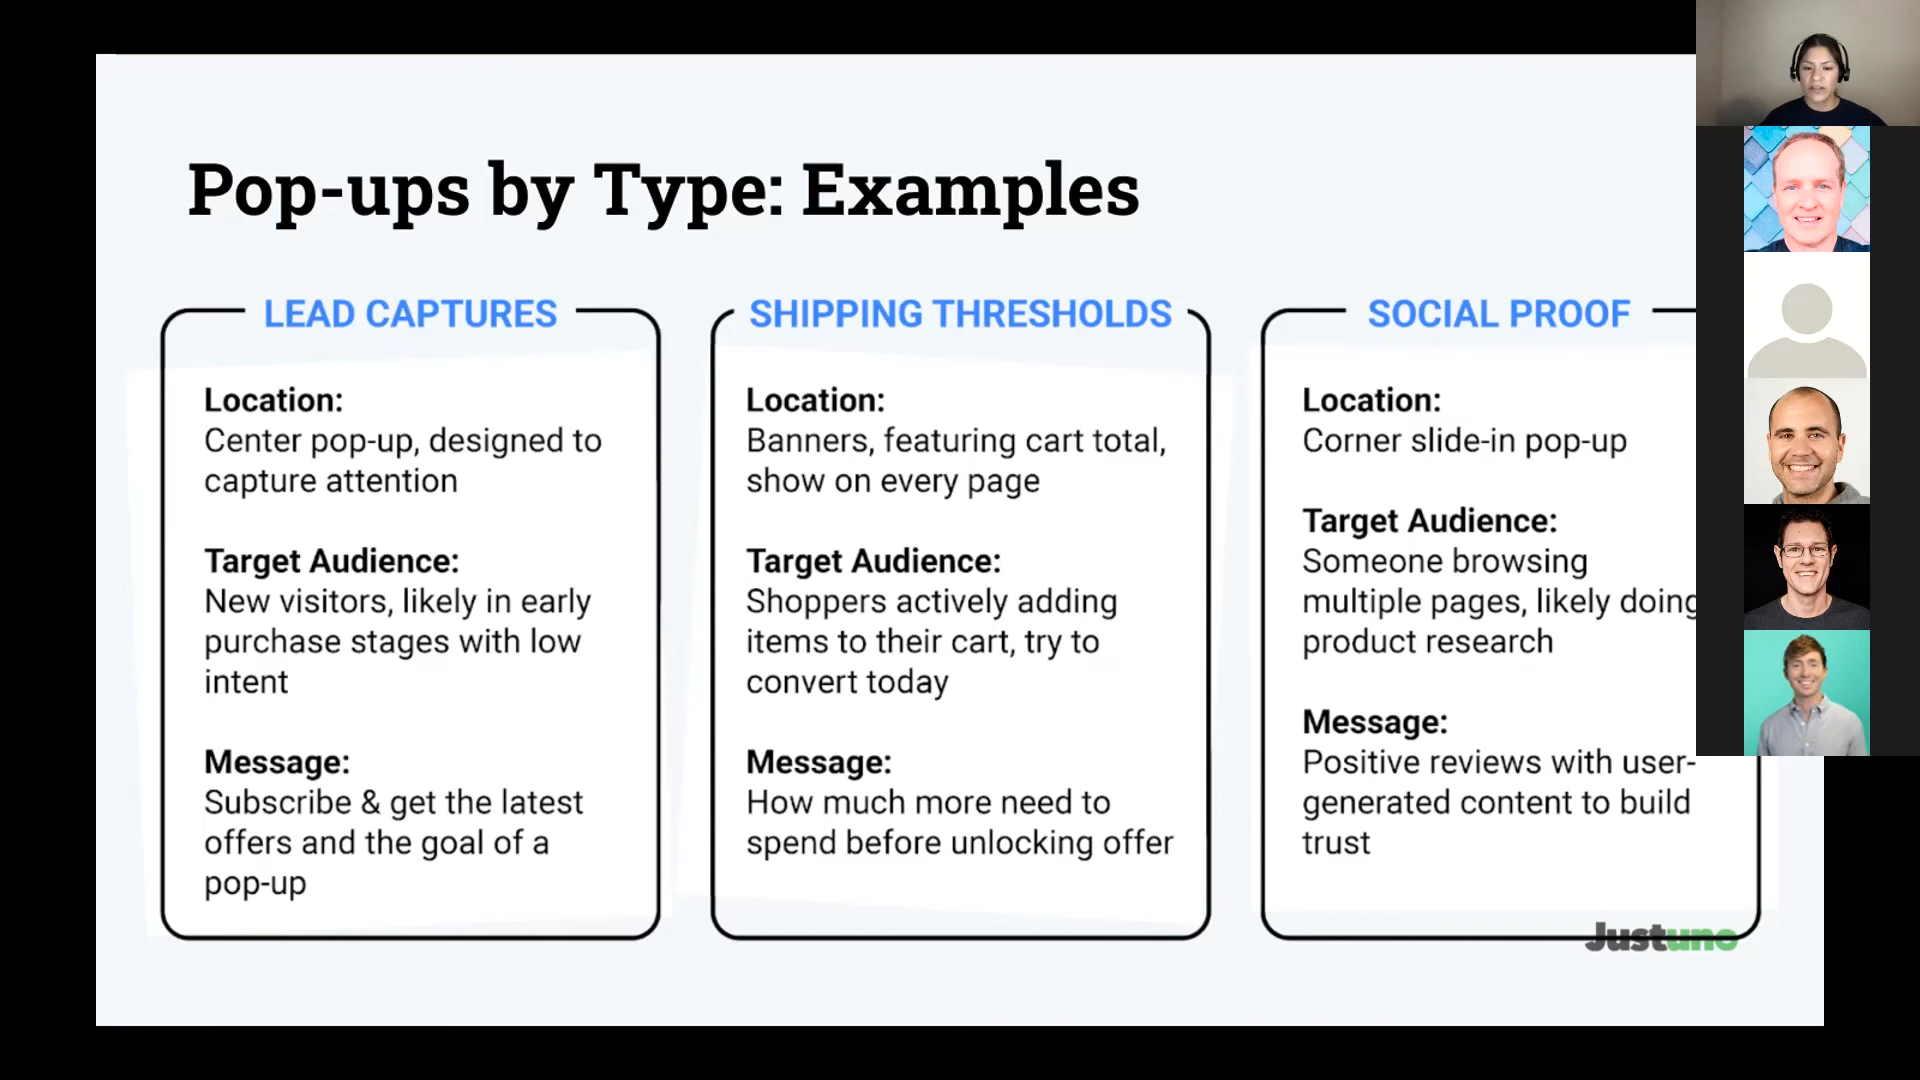 Pop-ups by Type: Examples
LEAD CAPTURES
Location:
Center pop-up, designed to
capture attention
Target Audience:
New visitors, likely in early
purchase stages with low
intent
Message:
Subscribe & get the latest
offers and the goal of a
pop-up
SHIPPING THRESHOLDS
Location:
Banners, featuring cart total,
show on every page
Target Audience:
Shoppers actively adding
items to their cart, try to
convert today
Message:
How much more need to
spend before unlocking offer
SOCIAL PROOF
Location:
Corner slide-in pop-up
Target Audience:
Someone browsing
multiple pages, likely doing
product research
Message:
Positive reviews with user-
generated content to build
trust
Justuno